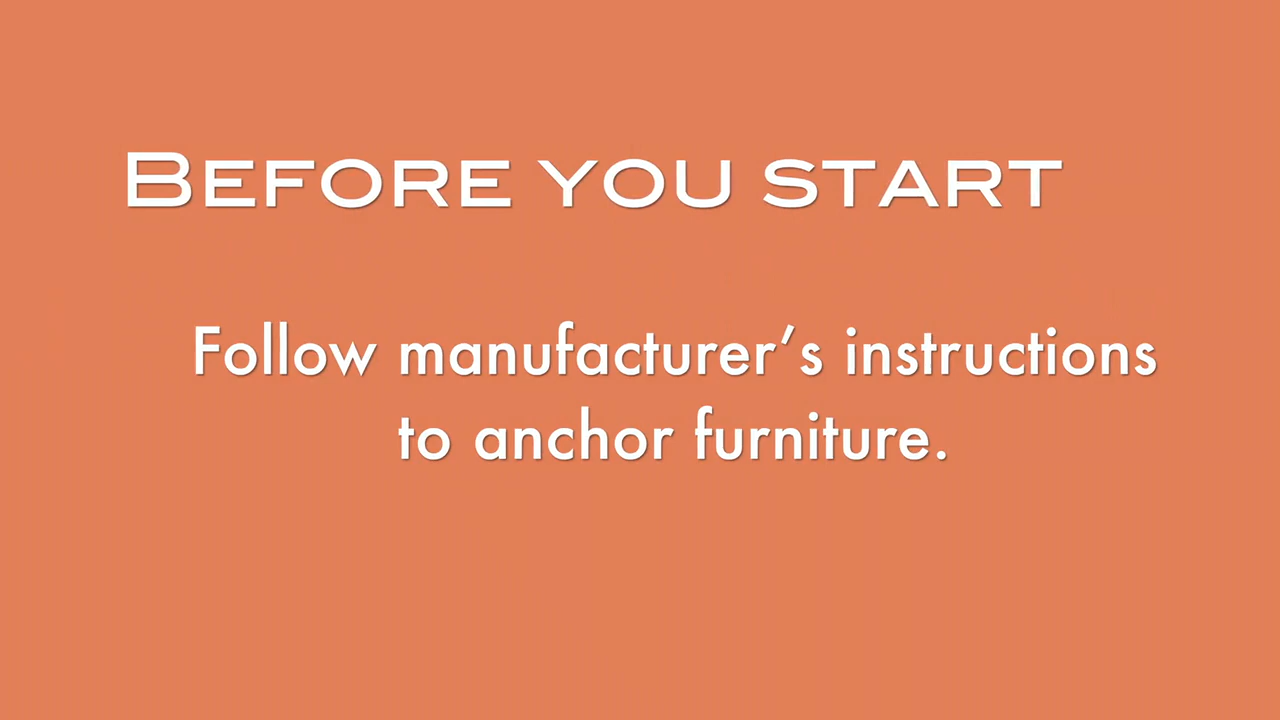 BEFORE YOU START
Follow manufacturer’s instructions
to anchor furniture.